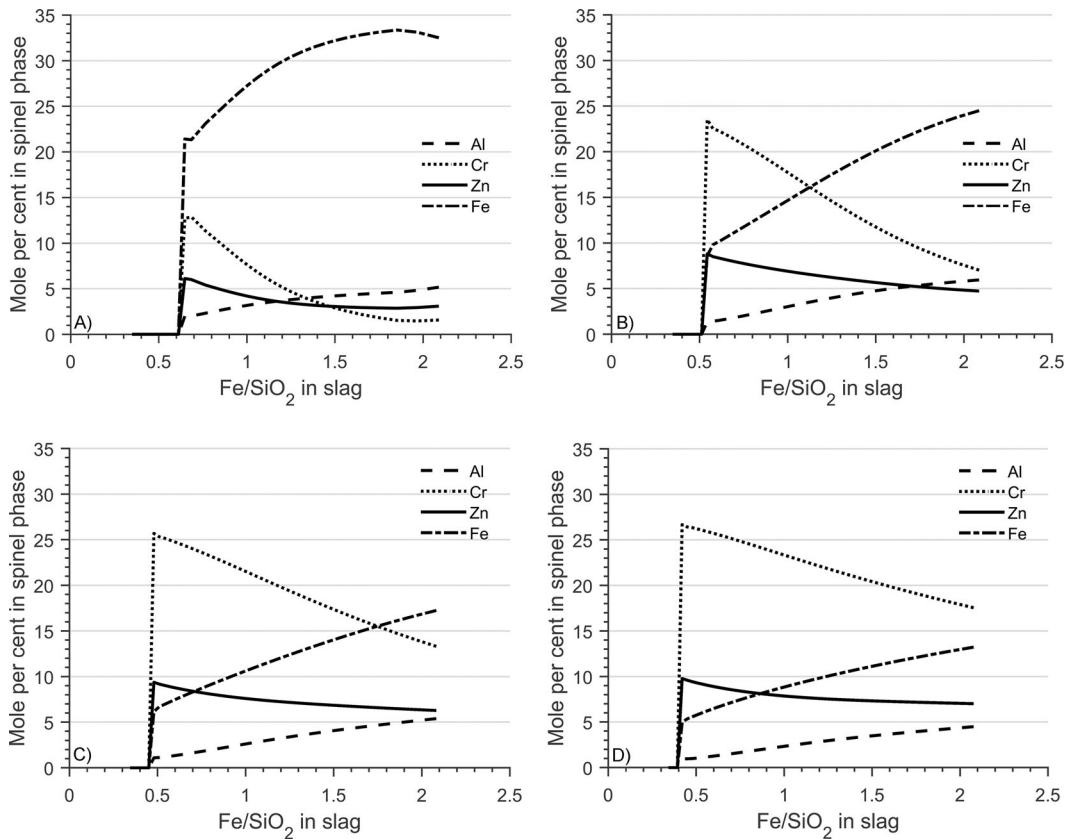 Mole per cent in spinel phase
35
30
25
20
15
10
5
0
Al
Cr
Zn
Fe
A)
0 0.5 1 1.5 2 2.5
Fe/SiO2 in slag
Mole per cent in spinel phase
35
30
25
20
15
10
5
0
Al
Cr
Zn
Fe
B)
0 0.5 1 1.5 2 2.5
Fe/SiO2 in slag
Mole per cent in spinel phase
35
30
25
20
15
10
5
0
Al
Cr
Zn
Fe
C)
0 0.5 1 1.5 2 2.5
Fe/SiO2 in slag
Mole per cent in spinel phase
35
30
25
20
15
10
5
0
Al
Cr
Zn
Fe
D)
0 0.5 1 1.5 2 2.5
Fe/SiO2 in slag